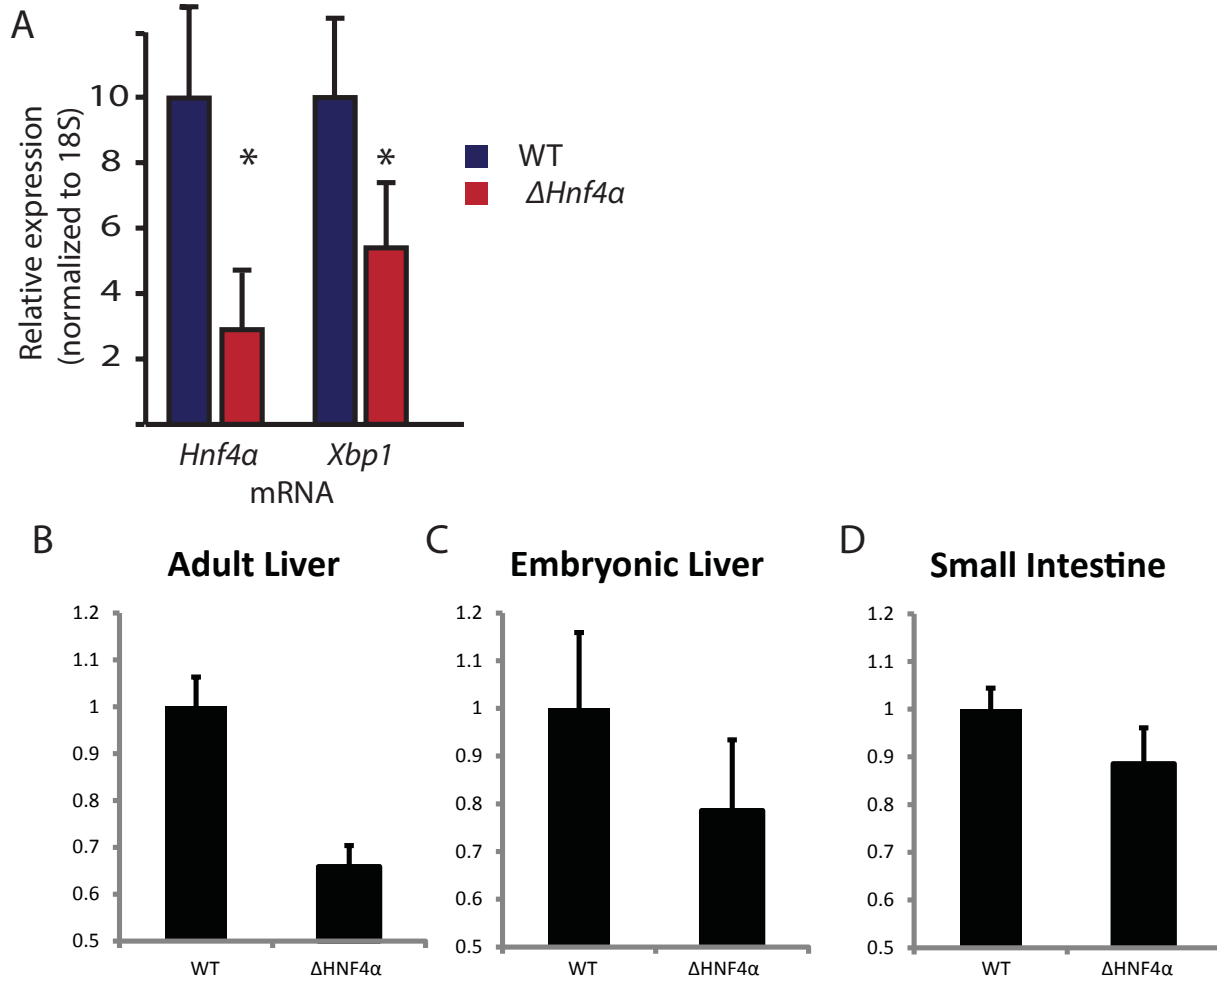 A
Relative expression
(normalized to 18S)
10
8
6
4
2
*
*
WT
ΔHnf4α
Hnf4α
Xbp1
mRNA
B
Adult Liver
1.2
1.1
1
0.9
0.8
0.7
0.6
0.5
WT
ΔHNF4α
C
Embryonic Liver
1.2
1.1
1
0.9
0.8
0.7
0.6
0.5
WT
ΔHNF4α
D
Small Intestine
1.2
1.1
1
0.9
0.8
0.7
0.6
0.5
WT
ΔHNF4α